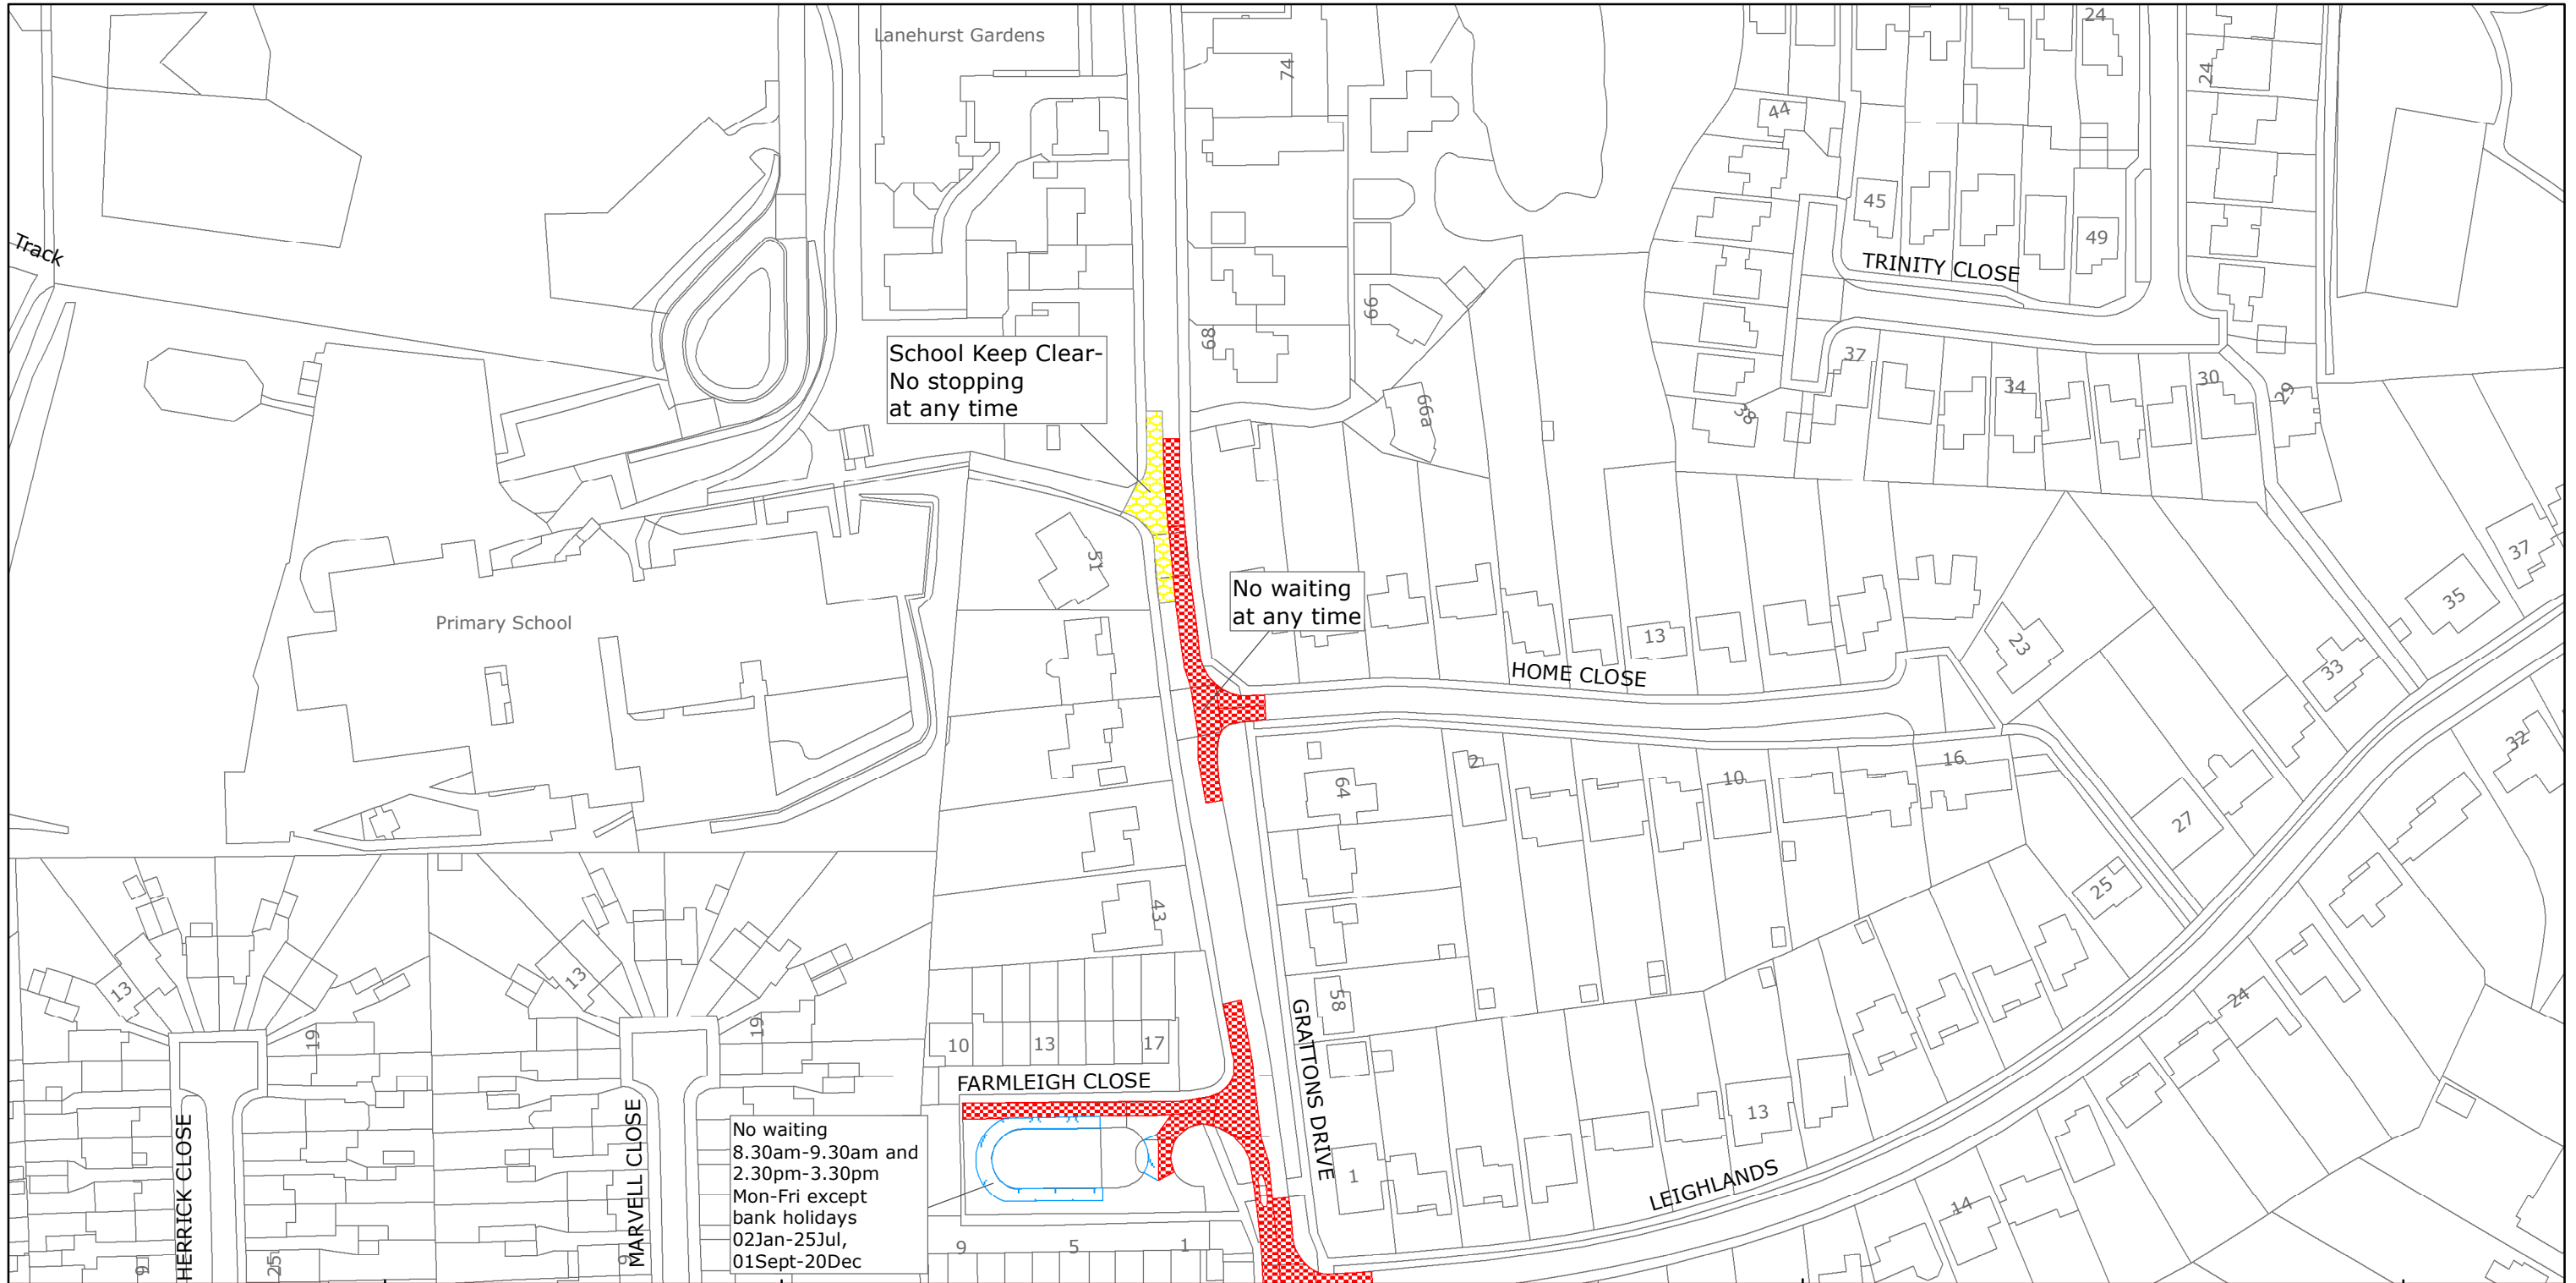 Lanehurst Gardens
74
24
24
44
45
49
Track
TRINITY CLOSE
66
68
School Keep Clear-
No stopping
at any time
37
34
30
29
38
66a
51
37
35
No waiting
at any time
Primary School
13
23
33
HOME CLOSE
32
64
2
10
16
27
25
43
13
13
58
24
19
19
10
13
17
GRATTONS DRIVE
FARMLEIGH CLOSE
13
HERRICK CLOSE
MARVELL CLOSE
No waiting
8.30am-9.30am and
2.30pm-3.30pm
Mon-Fri except
bank holidays
02Jan-25Jul,
01Sept-20Dec
1
LEIGHLANDS
14
9
25
9
9
5
1